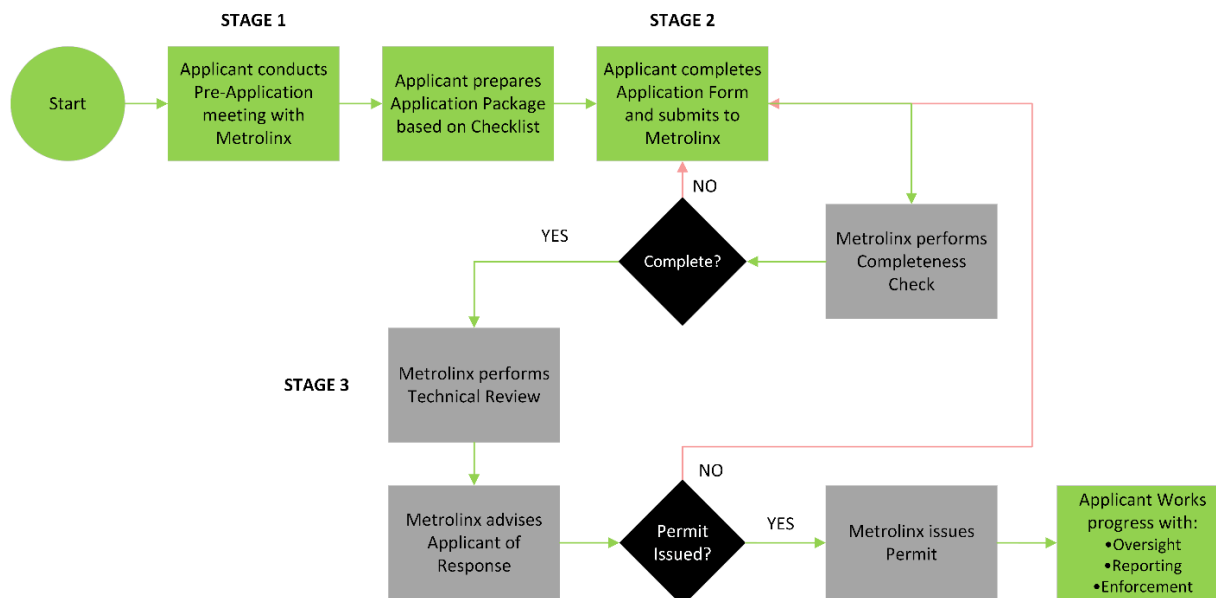 STAGE 1
STAGE 2
Start
Applicant conducts
Pre-Application
meeting with
Metrolinx
Applicant prepares
Application Package
based on Checklist
Applicant completes
Application Form
and submits to
Metrolinx
NO
YES
Complete?
Metrolinx performs
Completeness
Check
STAGE 3
Metrolinx performs
Technical Review
NO
Metrolinx advises
Applicant of
Response
Permit
Issued?
YES
Metrolinx issues
Permit
Applicant Works
progress with:
•Oversight
•Reporting
•Enforcement